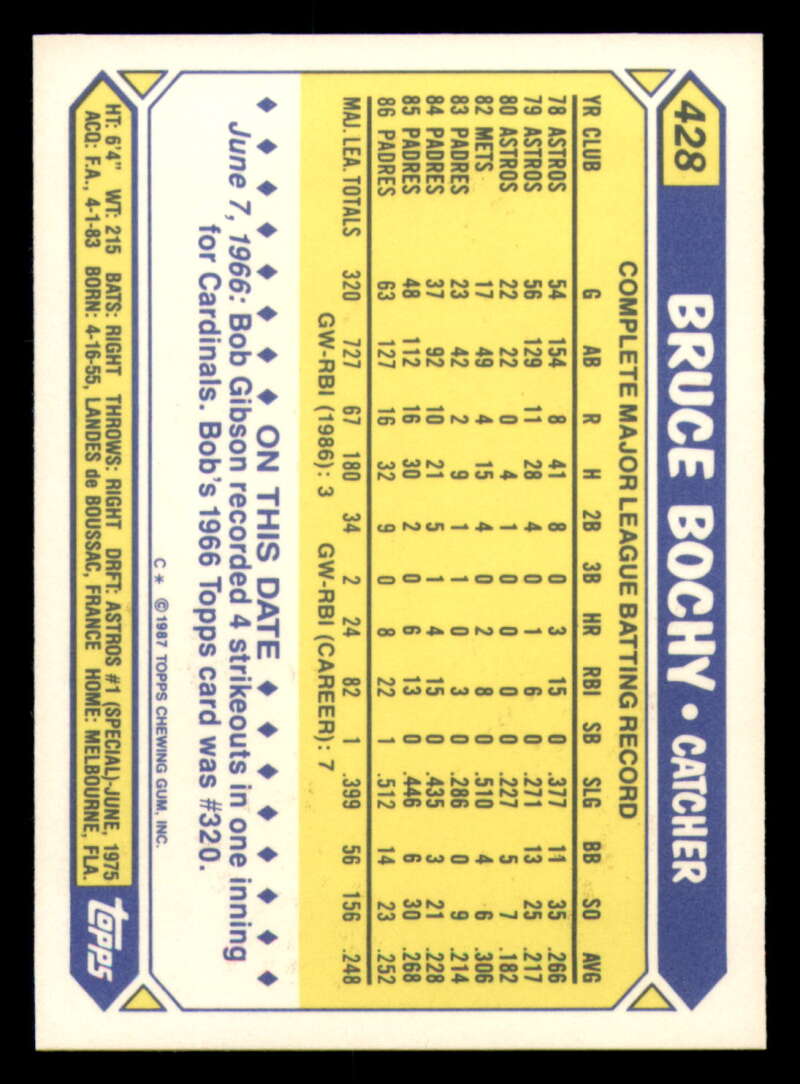 428
BRUCE BOCHY • CATCHER
COMPLETE MAJOR LEAGUE BATTING RECORD
YR CLUB G AB R H 2B 3B HR RBI SB SLG BB SO AVG
78 ASTROS 54 154 8 41 8 0 3 15 0 .377 11 35 .266
79 ASTROS 56 129 11 28 4 0 1 6 0 .271 13 25 .217
80 ASTROS 22 22 0 4 1 0 0 0 0 .227 5 7 .182
82 METS 17 49 4 15 4 0 2 8 0 .510 4 6 .306
83 PADRES 23 42 2 9 1 1 0 3 0 .286 0 9 .214
84 PADRES 37 92 10 21 5 1 4 15 0 .435 3 21 .228
85 PADRES 48 112 16 30 2 0 6 13 0 .446 6 30 .268
86 PADRES 63 127 16 32 9 0 8 22 1 .512 14 23 .252
MAJ. LEA. TOTALS 320 727 67 180 34 2 24 82 1 .399 56 156 .248
GW-RBI (1986): 3 GW-RBI (CAREER): 7
ON THIS DATE
June 7, 1966: Bob Gibson recorded 4 strikeouts in one inning
for Cardinals. Bob's 1966 Topps card was #320.
C* ©1987 TOPPS CHEWING GUM, INC.
HT: 6'4" WT: 215 BATS: RIGHT THROWS: RIGHT DRFT: ASTROS #1 (SPECIAL)-JUNE, 1975
ACQ: F.A., 4-1-83 BORN: 4-16-55, LANDES de BOUSSAC, FRANCE HOME: MELBOURNE, FLA.
topps